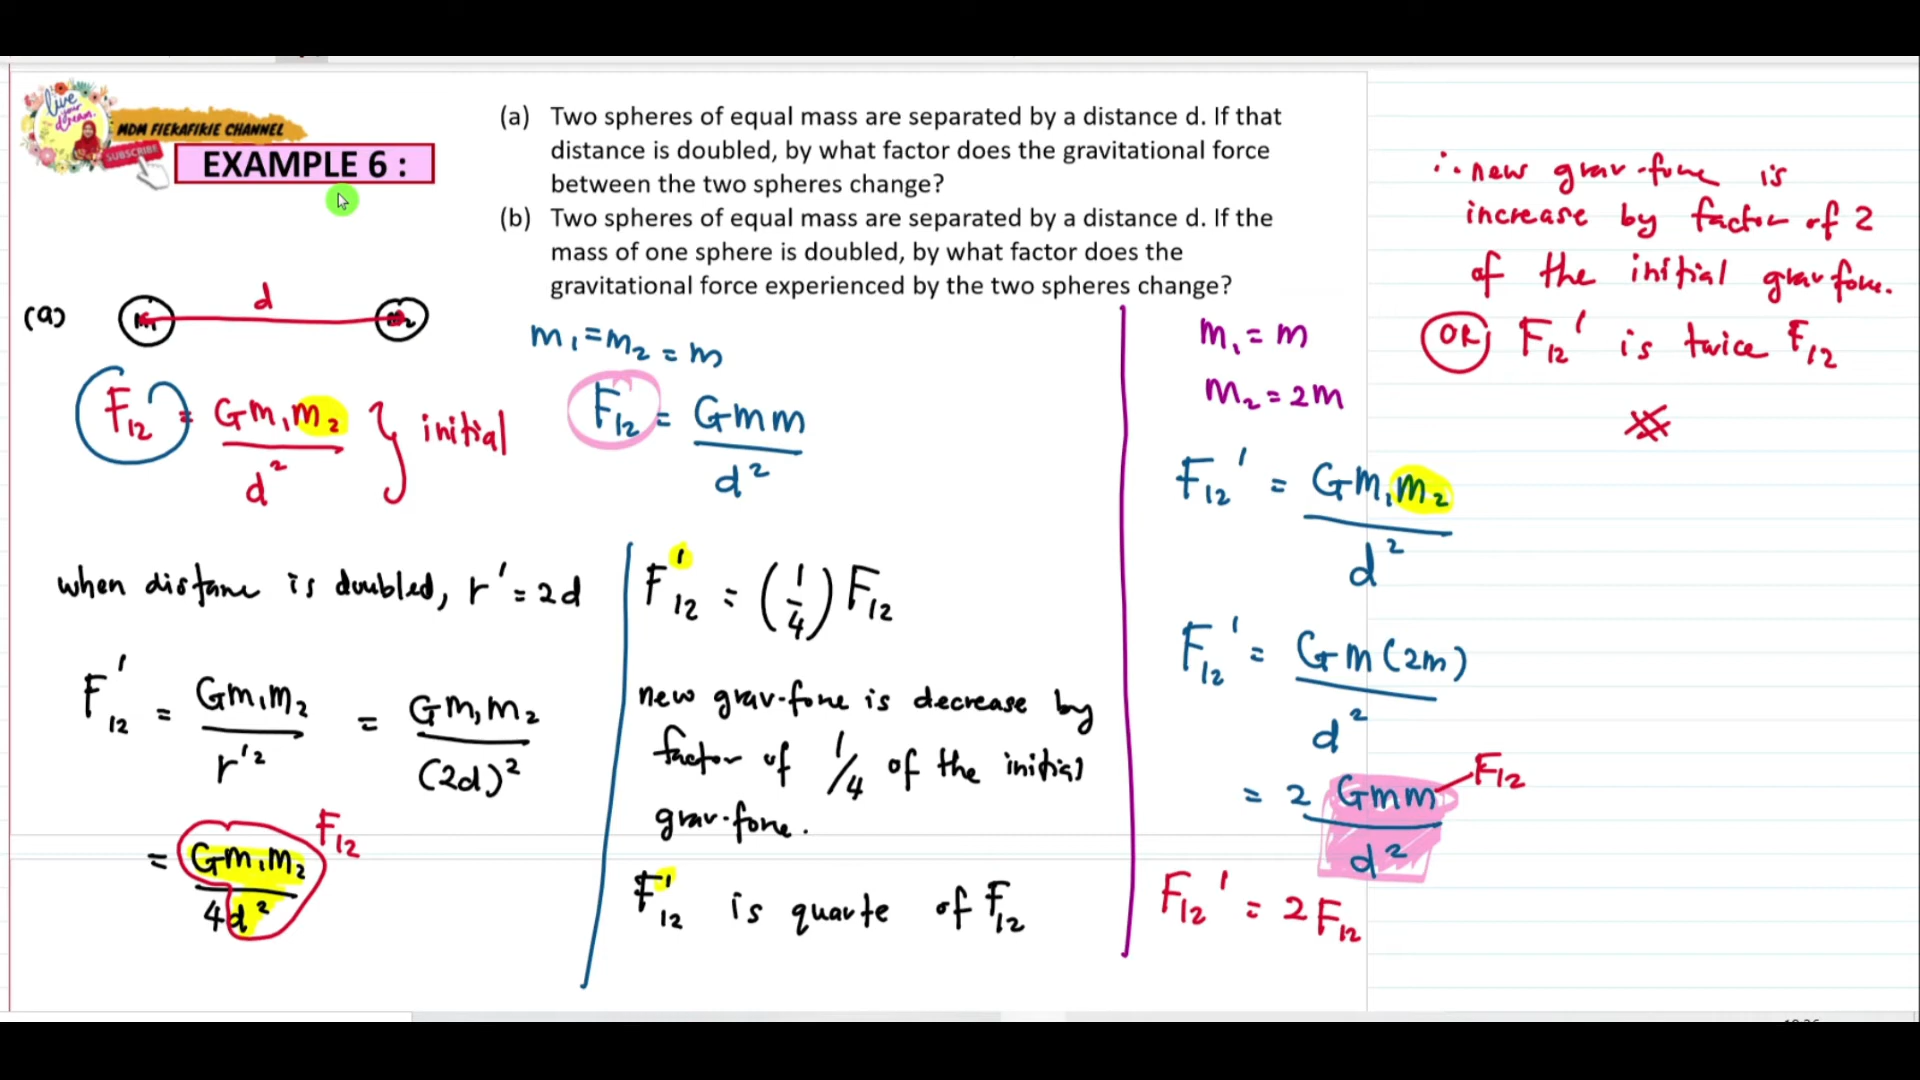 Live
your
dream.
MDM FIEKAFIKIE CHANNEL
SUBSCRIBE
EXAMPLE 6 :
(a) Two spheres of equal mass are separated by a distance d. If that
distance is doubled, by what factor does the gravitational force
between the two spheres change?
(b) Two spheres of equal mass are separated by a distance d. If the
mass of one sphere is doubled, by what factor does the
gravitational force experienced by the two spheres change?
(a) m₁ d m₂
F₁₂ = Gm₁m₂ / d² } initial
when distance is doubled, r' = 2d
F₁₂' = Gm₁m₂ / r'² = Gm₁m₂ / (2d)²
= Gm₁m₂ / 4d² F₁₂
m₁ = m₂ = m
F₁₂ = Gmm / d²
F₁₂' = (1/4) F₁₂
new grav-force is decrease by
factor of 1/4 of the initial
grav-force.
F₁₂' is quarte of F₁₂
m₁ = m
m₂ = 2m
F₁₂' = Gm₁m₂ / d²
F₁₂' = Gm(2m) / d²
= 2 Gmm / d² F₁₂
F₁₂' = 2F₁₂
∴ new grav-force is
increase by factor of 2
of the initial grav force.
OR F₁₂' is twice F₁₂